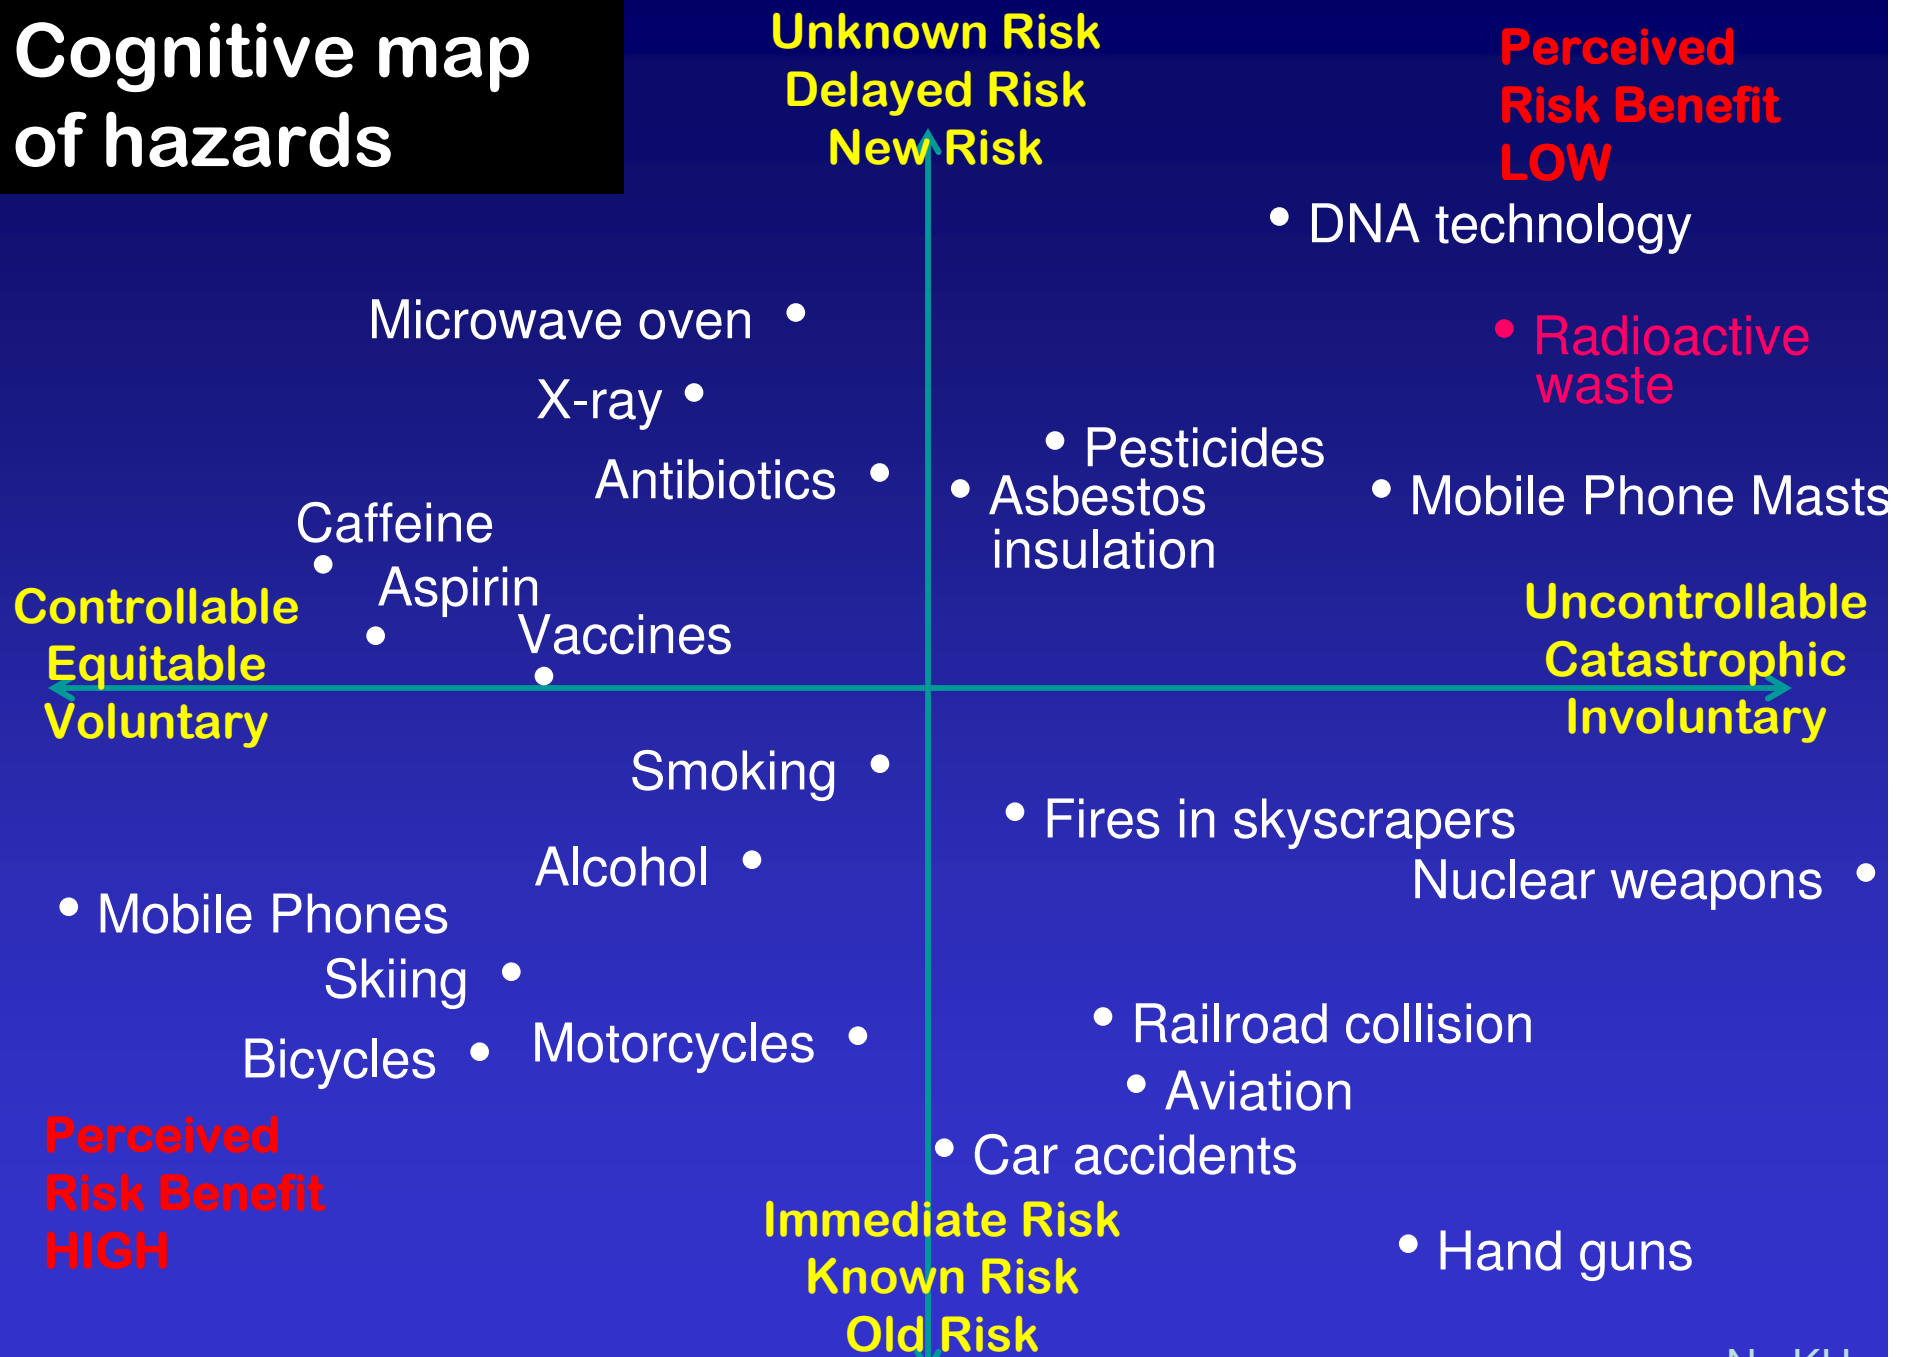 Cognitive map
of hazards
Unknown Risk
Delayed Risk
New Risk
Perceived
Risk Benefit
LOW
• DNA technology
Microwave oven •
• Radioactive
waste
X-ray •
• Pesticides
Antibiotics •
• Asbestos
insulation
• Mobile Phone Masts
Caffeine
•
Aspirin
•
Vaccines
•
Controllable
Equitable
Voluntary
Uncontrollable
Catastrophic
Involuntary
Smoking •
• Fires in skyscrapers
Alcohol •
Nuclear weapons •
• Mobile Phones
Skiing •
• Railroad collision
Bicycles •
Motorcycles •
• Aviation
• Car accidents
Perceived
Risk Benefit
HIGH
Immediate Risk
Known Risk
Old Risk
• Hand guns